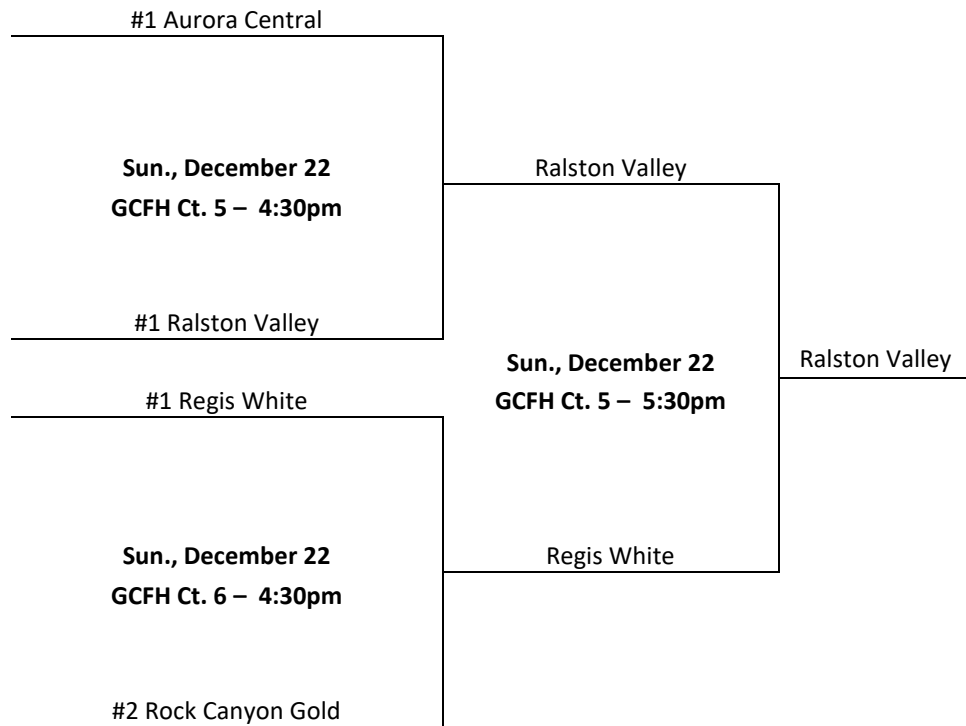 #1 Aurora Central
Sun., December 22
GCFH Ct. 5 – 4:30pm
#1 Ralston Valley
Ralston Valley
#1 Regis White
Sun., December 22
GCFH Ct. 6 – 4:30pm
#2 Rock Canyon Gold
Regis White
Sun., December 22
GCFH Ct. 5 – 5:30pm
Ralston Valley